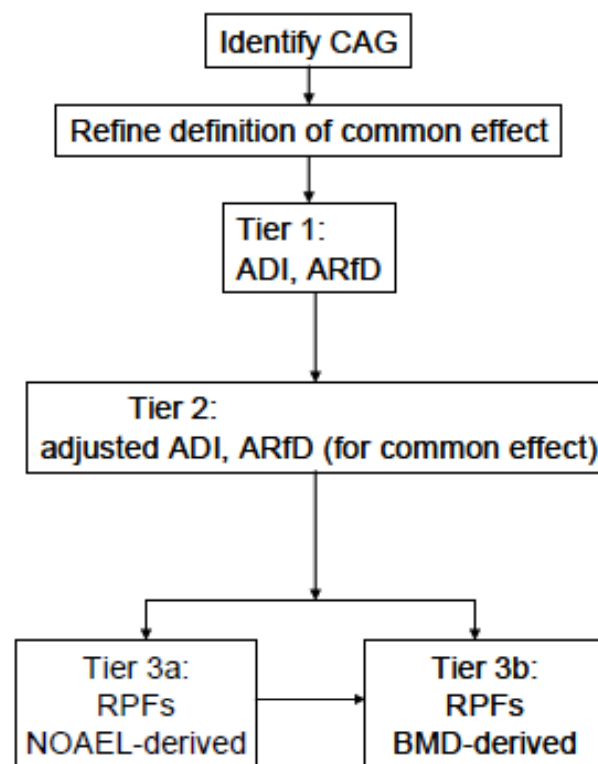 Identify CAG
Refine definition of common effect
Tier 1:
ADI, ARfD
Tier 2:
adjusted ADI, ARfD (for common effect)
Tier 3a:
RPFs
NOAEL-derived
Tier 3b:
RPFs
BMD-derived